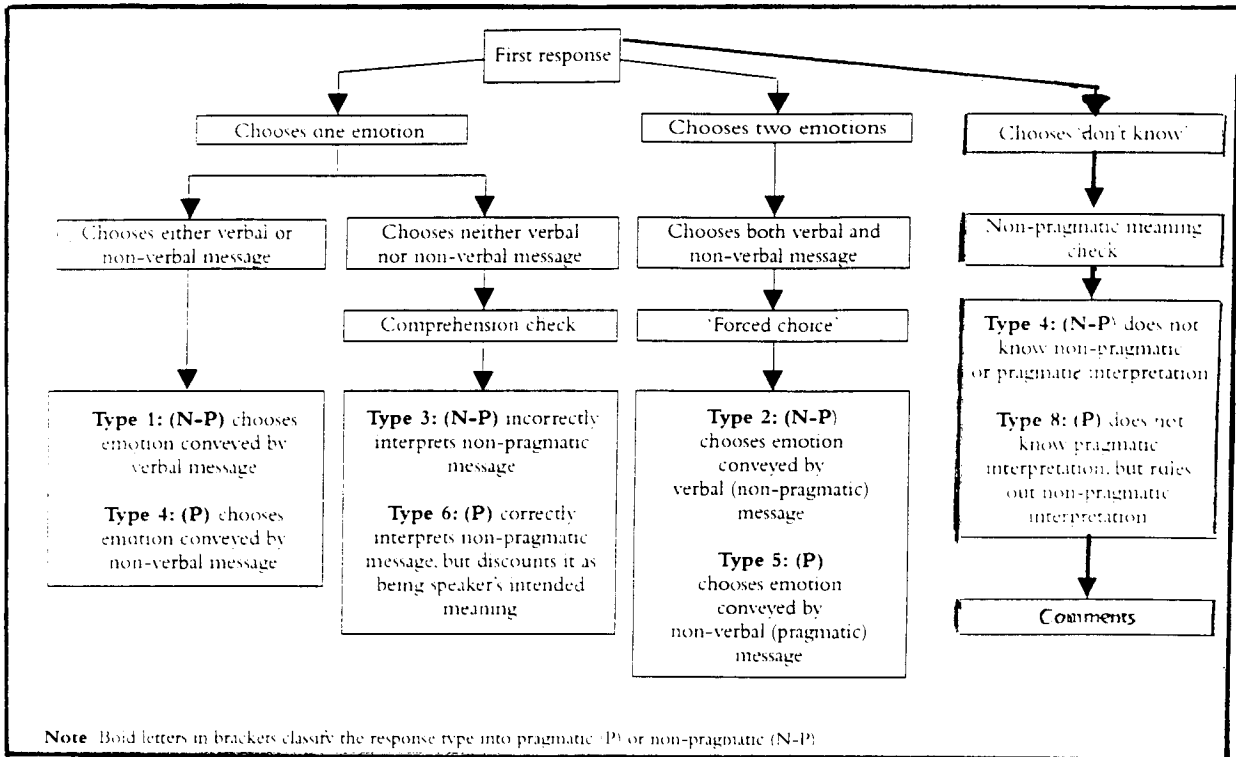 First response
Chooses one emotion
Chooses two emotions
Chooses 'don't know'
Chooses either verbal or
non-verbal message
Chooses neither verbal
nor non-verbal message
Chooses both verbal and
non-verbal message
Non-pragmatic meaning
check
Comprehension check
'Forced choice'
Type 1: (N-P) chooses
emotion conveyed by
verbal message
Type 4: (P) chooses
emotion conveyed by
non-verbal message
Type 3: (N-P) incorrectly
interprets non-pragmatic
message
Type 6: (P) correctly
interprets non-pragmatic
message, but discounts it as
being speaker's intended
meaning
Type 2: (N-P)
chooses emotion
conveyed by
verbal (non-pragmatic)
message
Type 5: (P)
chooses emotion
conveyed by
non-verbal (pragmatic)
message
Type 4: (N-P) does not
know non-pragmatic
or pragmatic interpretation
Type 8: (P) does not
know pragmatic
interpretation, but rules
out non-pragmatic
interpretation
Comments
Note Bold letters in brackets classify the response type into pragmatic (P) or non-pragmatic (N-P)